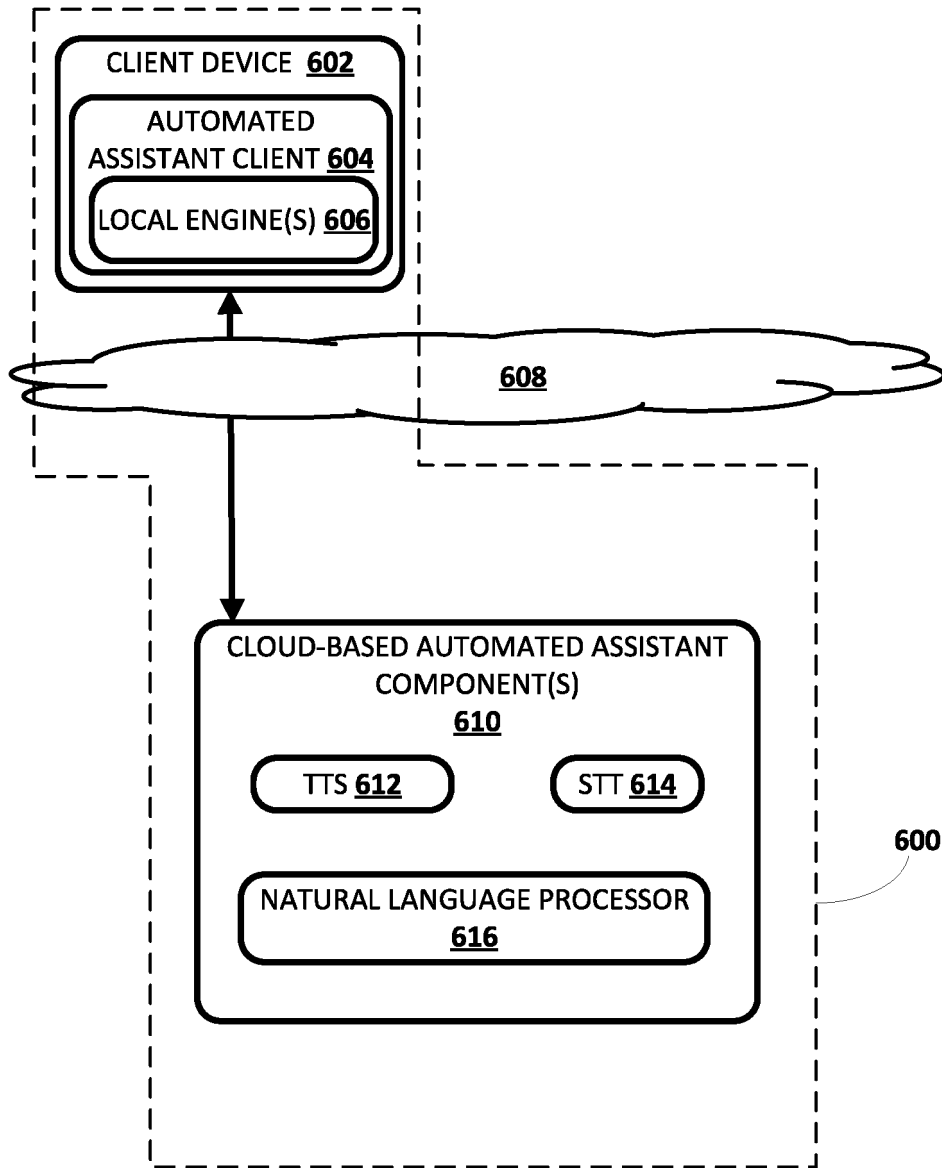 CLIENT DEVICE 602
AUTOMATED
ASSISTANT CLIENT 604
LOCAL ENGINE(S) 606
608
CLOUD-BASED AUTOMATED ASSISTANT
COMPONENT(S)
610
TTS 612
STT 614
600
NATURAL LANGUAGE PROCESSOR
616